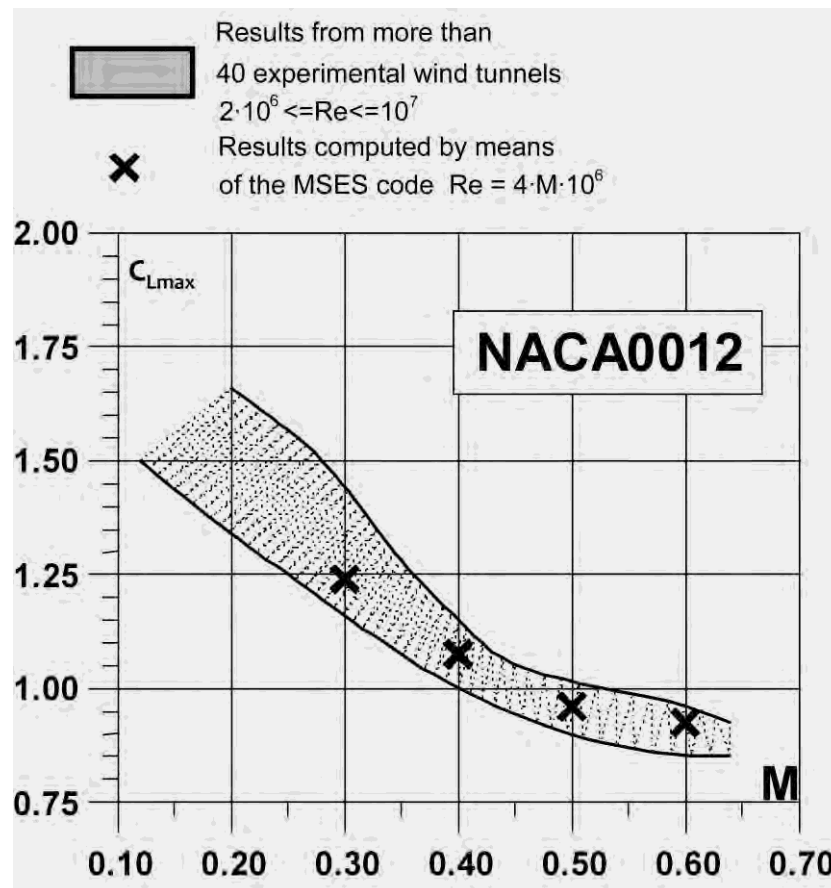 Results from more than
40 experimental wind tunnels
2·10⁶ <=Re<=10⁷
Results computed by means
of the MSES code Re = 4·M·10⁶
2.00
C_Lmax
1.75
NACA0012
1.50
1.25
1.00
0.75
M
0.10 0.20 0.30 0.40 0.50 0.60 0.70